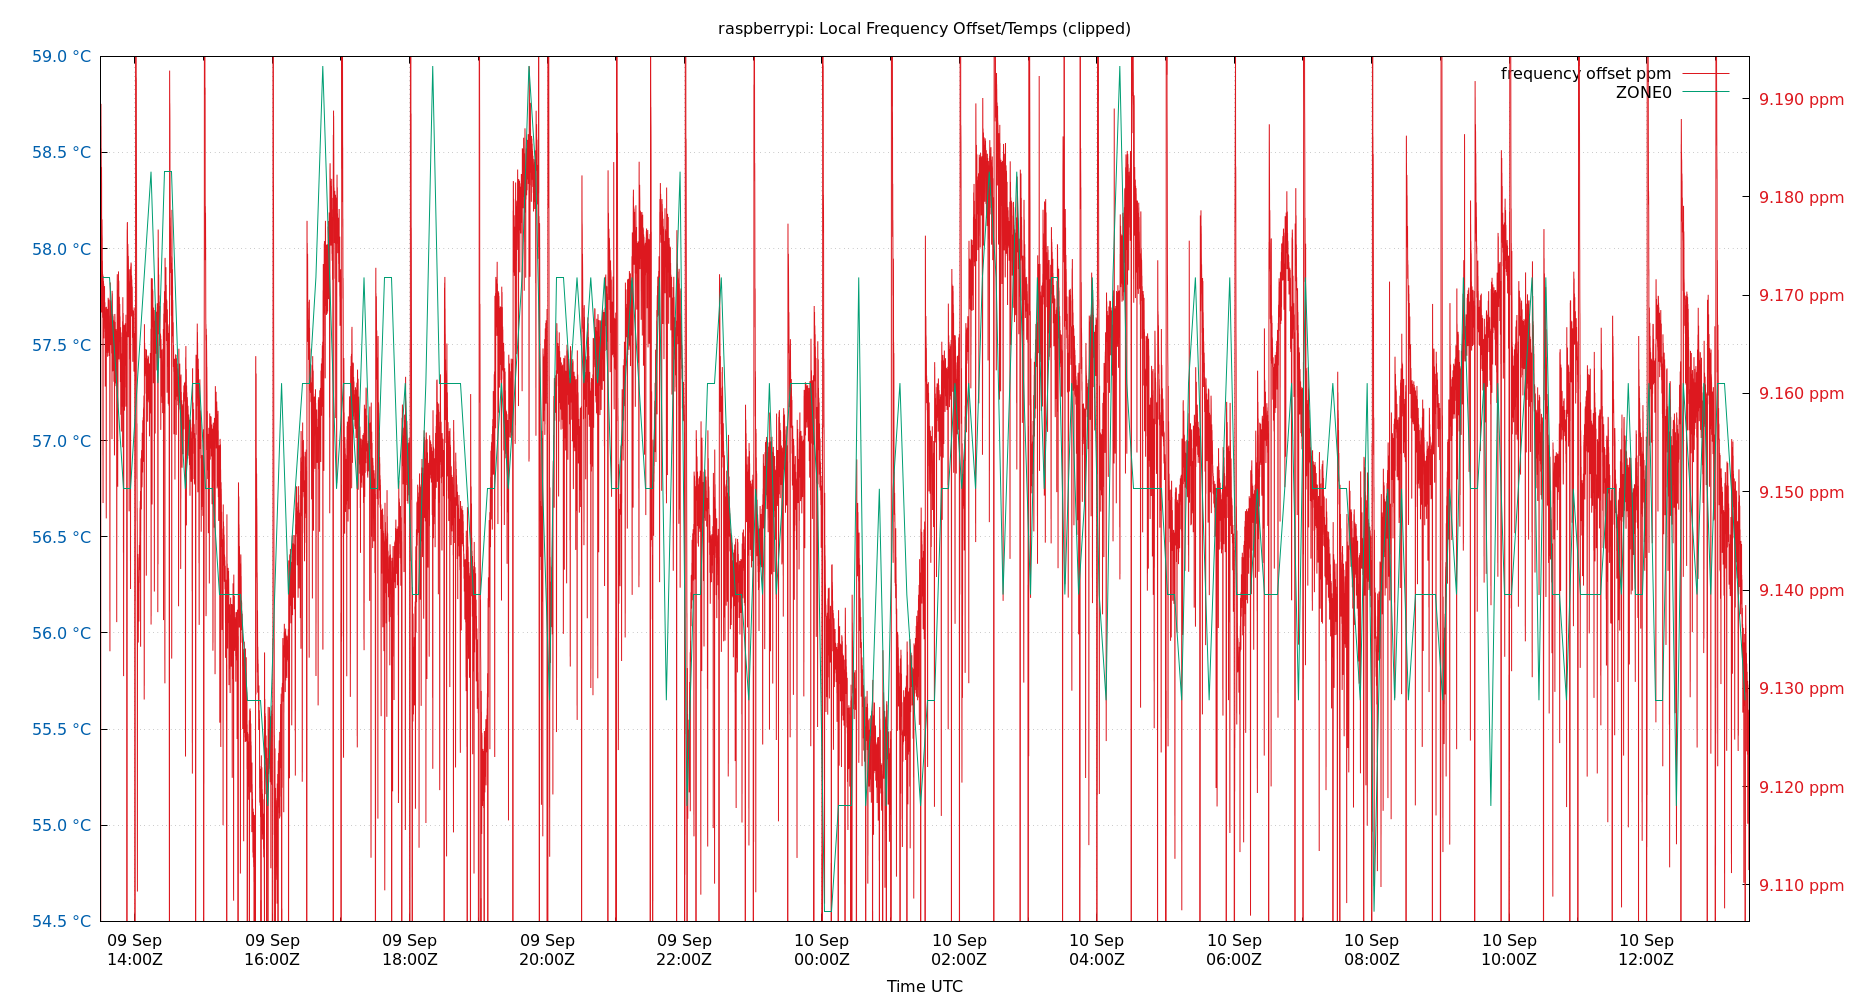 raspberrypi: Local Frequency Offset/Temps (clipped)
frequency offset ppm
ZONE0
59.0 °C
58.5 °C
58.0 °C
57.5 °C
57.0 °C
56.5 °C
56.0 °C
55.5 °C
55.0 °C
54.5 °C
9.190 ppm
9.180 ppm
9.170 ppm
9.160 ppm
9.150 ppm
9.140 ppm
9.130 ppm
9.120 ppm
9.110 ppm
09 Sep 09 Sep 09 Sep 09 Sep 09 Sep 10 Sep 10 Sep 10 Sep 10 Sep 10 Sep 10 Sep 10 Sep
14:00Z 16:00Z 18:00Z 20:00Z 22:00Z 00:00Z 02:00Z 04:00Z 06:00Z 08:00Z 10:00Z 12:00Z
Time UTC